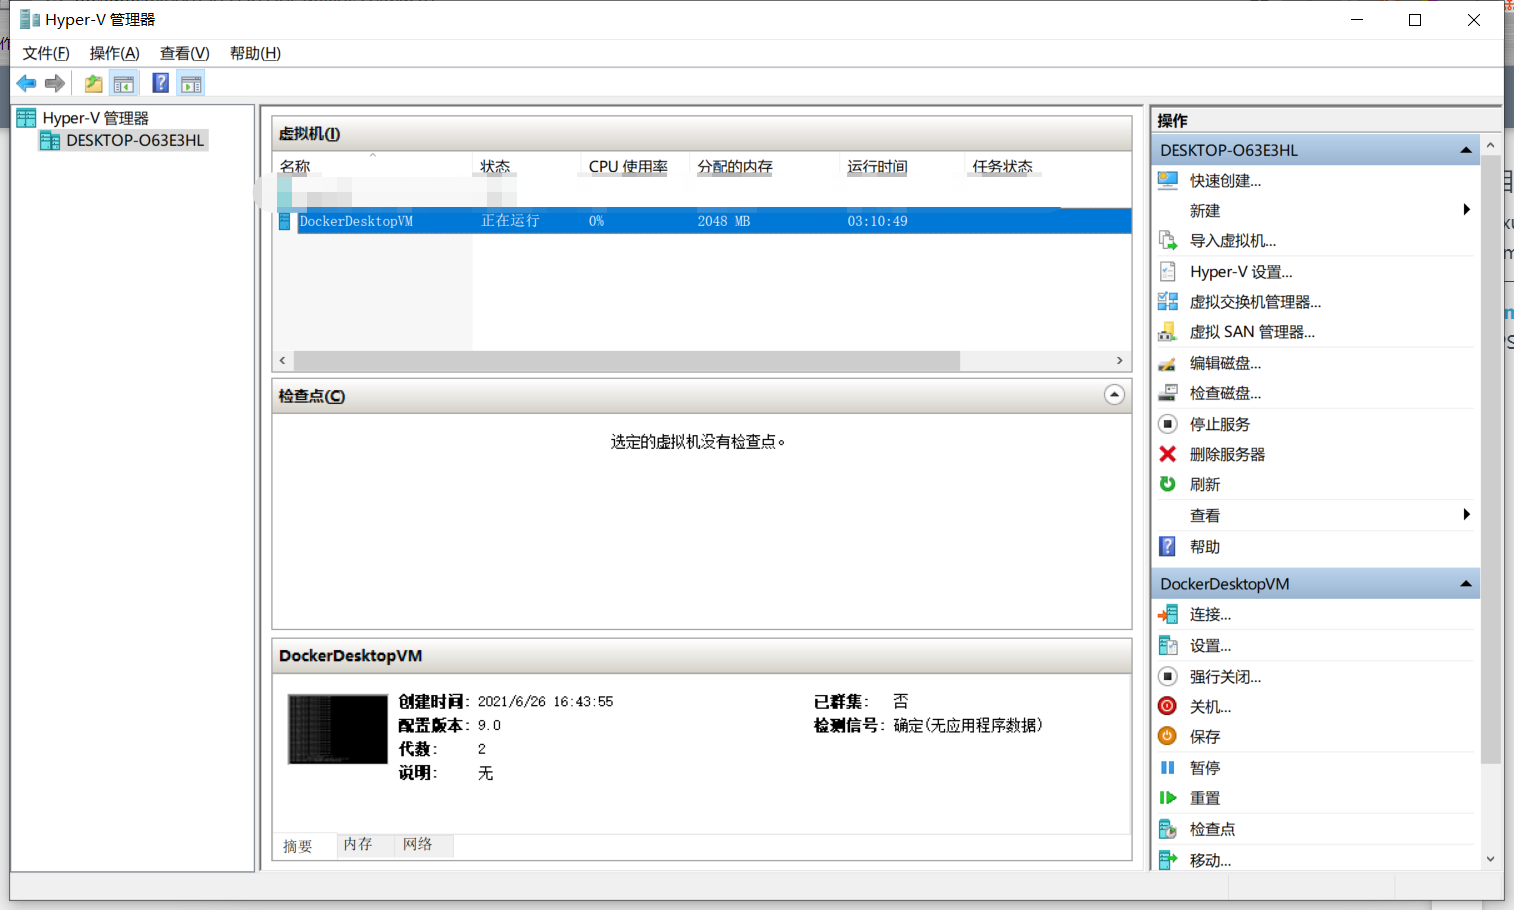 Hyper-V 管理器
文件(F) 操作(A) 查看(V) 帮助(H)
Hyper-V 管理器
DESKTOP-O63E3HL
虚拟机(I)
名称 状态 CPU 使用率 分配的内存 运行时间 任务状态
DockerDesktopVM 正在运行 0% 2048 MB 03:10:49
检查点(C)
选定的虚拟机没有检查点。
DockerDesktopVM
创建时间: 2021/6/26 16:43:55 已群集: 否
配置版本: 9.0 检测信号: 确定(无应用程序数据)
代数: 2
说明: 无
摘要 内存 网络
操作
DESKTOP-O63E3HL
快速创建...
新建
导入虚拟机...
Hyper-V 设置...
虚拟交换机管理器...
虚拟 SAN 管理器...
编辑磁盘...
检查磁盘...
停止服务
删除服务器
刷新
查看
帮助
DockerDesktopVM
连接...
设置...
强行关闭...
关机...
保存
暂停
重置
检查点
移动...